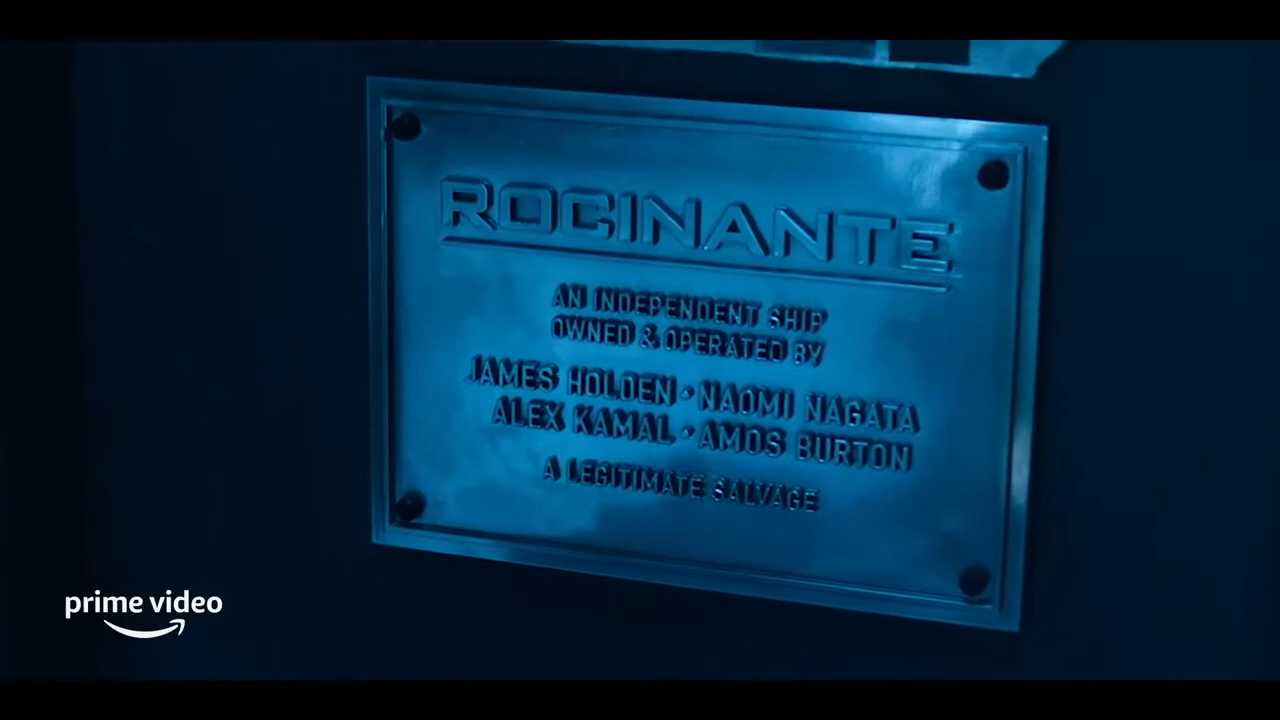 ROCINANTE
AN INDEPENDENT SHIP
OWNED & OPERATED BY
JAMES HOLDEN • NAOMI NAGATA
ALEX KAMAL • AMOS BURTON
A LEGITIMATE SALVAGE
prime video